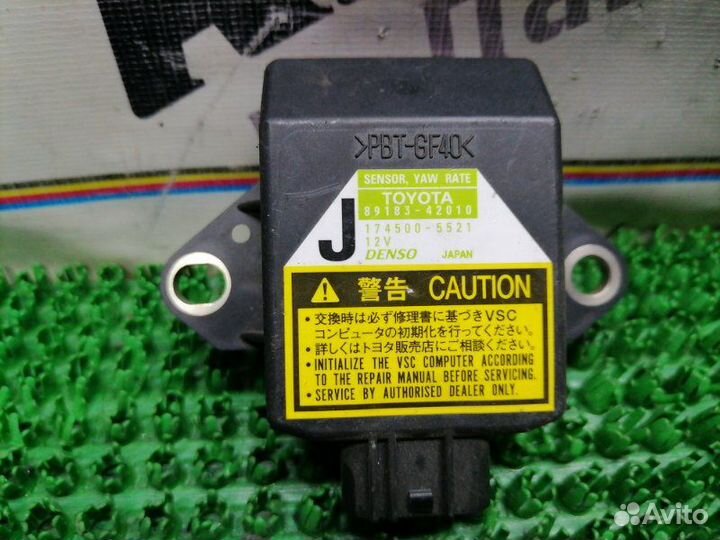 >PBT-GF40<
SENSOR, YAW RATE
TOYOTA
89183-42010
174500-5521
12V
DENSO JAPAN
J
警告 CAUTION
・交換時は必ず修理書に基づきVSC
コンピュータの初期化を行ってください。
・詳しくはトヨタ販売店にご相談ください。
・INITIALIZE THE VSC COMPUTER ACCORDING
TO THE REPAIR MANUAL BEFORE SERVICING.
・SERVICE BY AUTHORISED DEALER ONLY.
Avito